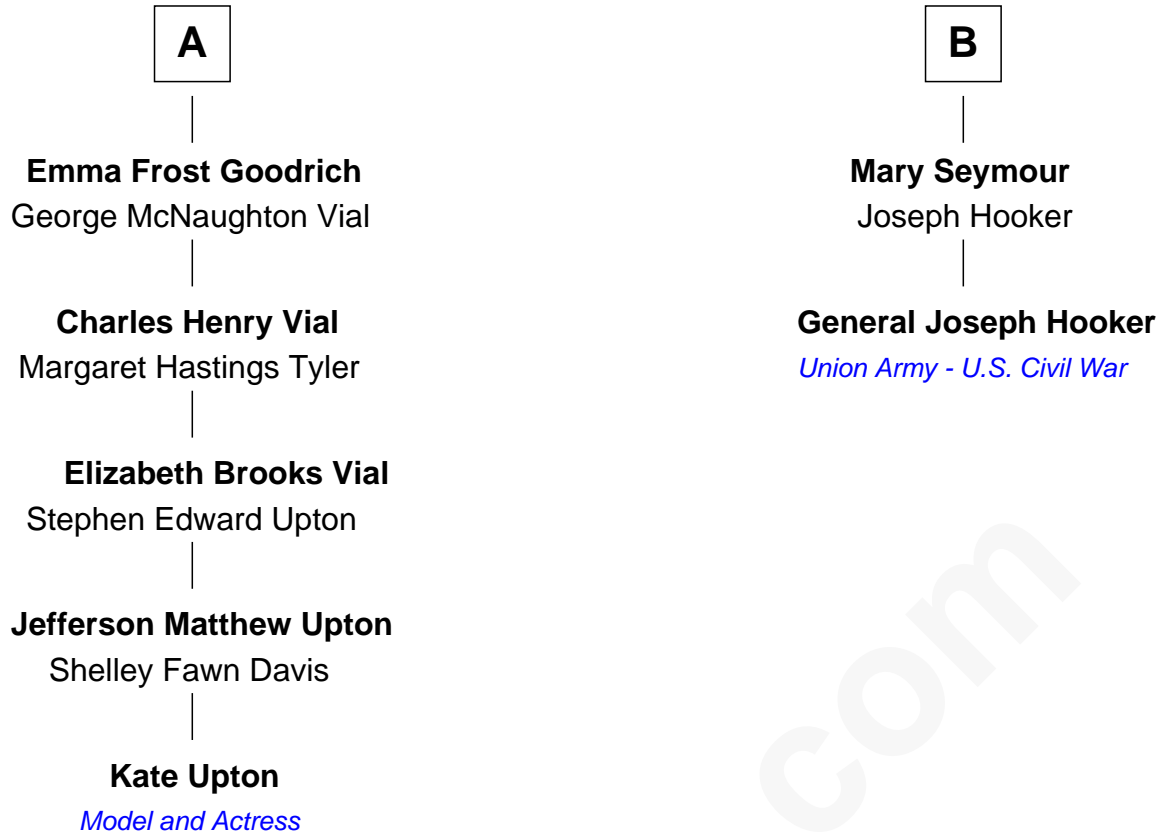 A
Emma Frost Goodrich
George McNaughton Vial
Charles Henry Vial
Margaret Hastings Tyler
Elizabeth Brooks Vial
Stephen Edward Upton
Jefferson Matthew Upton
Shelley Fawn Davis
Kate Upton
Model and Actress
B
Mary Seymour
Joseph Hooker
General Joseph Hooker
Union Army - U.S. Civil War
com